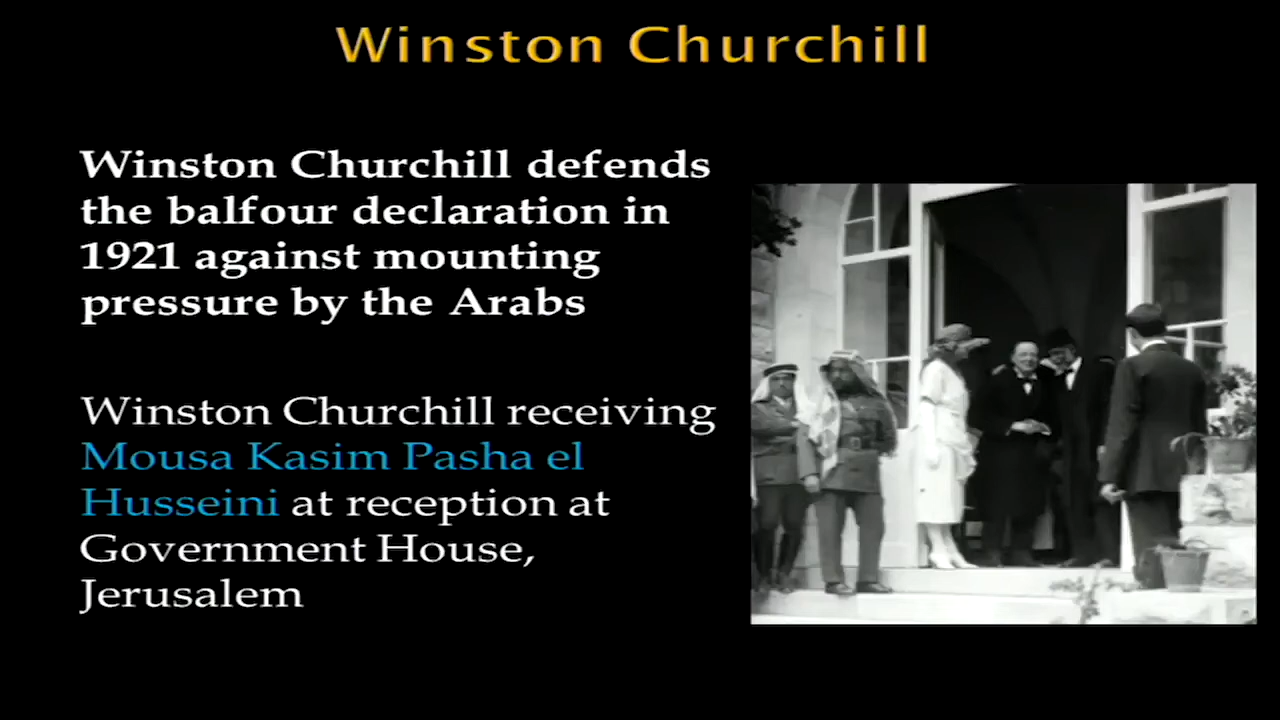 Winston Churchill
Winston Churchill defends
the balfour declaration in
1921 against mounting
pressure by the Arabs
Winston Churchill receiving
Mousa Kasim Pasha el
Husseini at reception at
Government House,
Jerusalem